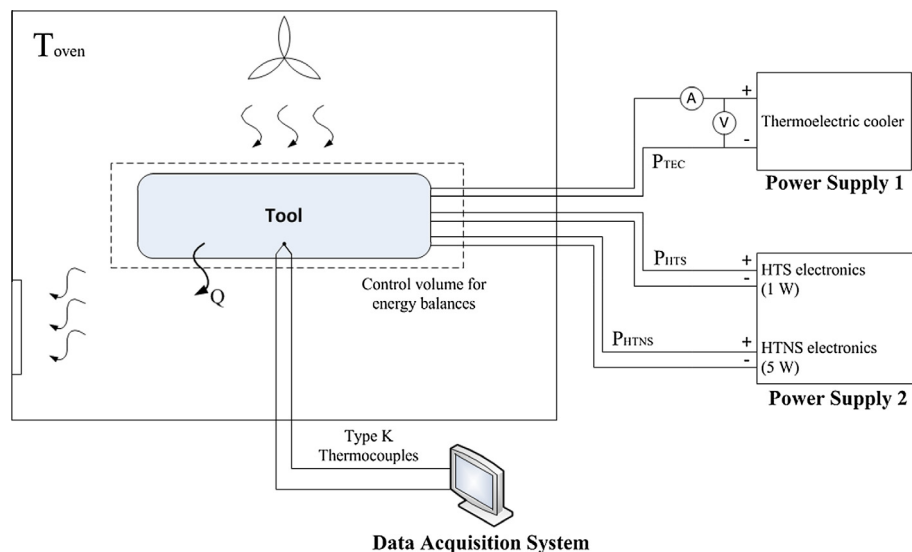 Toven
A
V
+
-
Thermoelectric cooler
PTEC
Power Supply 1
Tool
Q
Control volume for
energy balances
PHTS
+
-
HTS electronics
(1 W)
PHTNS
+
-
HTNS electronics
(5 W)
Power Supply 2
Type K
Thermocouples
Data Acquisition System